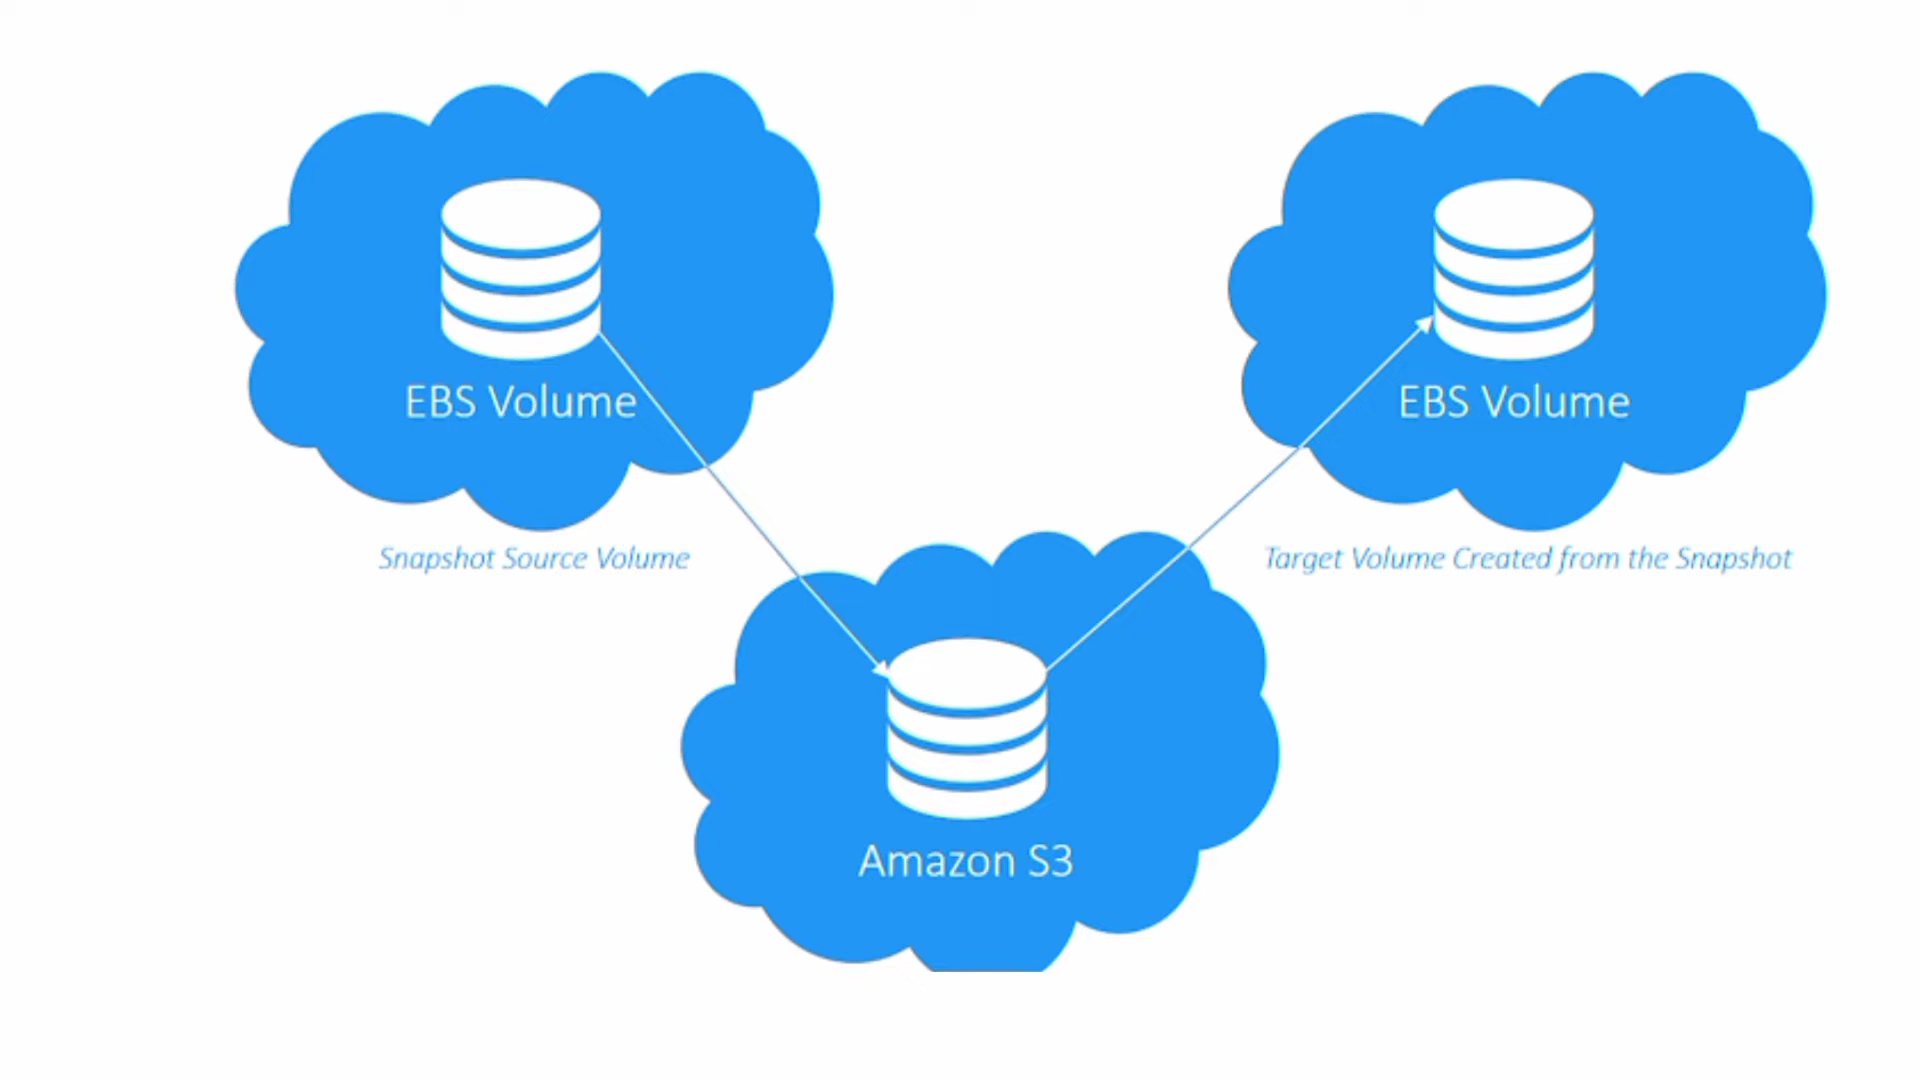 EBS Volume
EBS Volume
Snapshot Source Volume
Target Volume Created from the Snapshot
Amazon S3